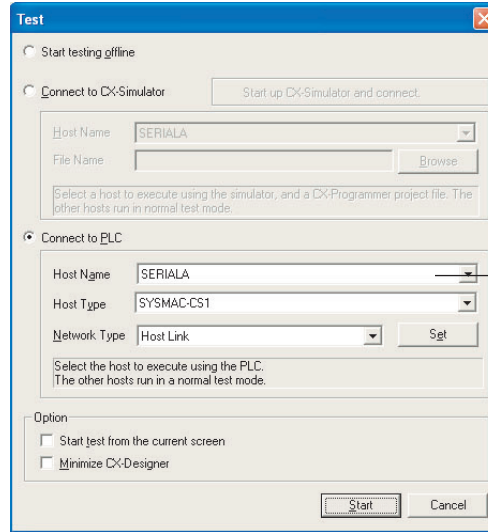 Test
Start testing offline
Connect to CX-Simulator
Start up CX-Simulator and connect.
Host Name SERIALA
File Name Browse
Select a host to execute using the simulator, and a CX-Programmer project file. The
other hosts run in normal test mode.
Connect to PLC
Host Name SERIALA
Host Type SYSMAC-CS1
Network Type Host Link Set
Select the host to execute using the PLC.
The other hosts run in a normal test mode.
Option
Start test from the current screen
Minimize CX-Designer
Start Cancel